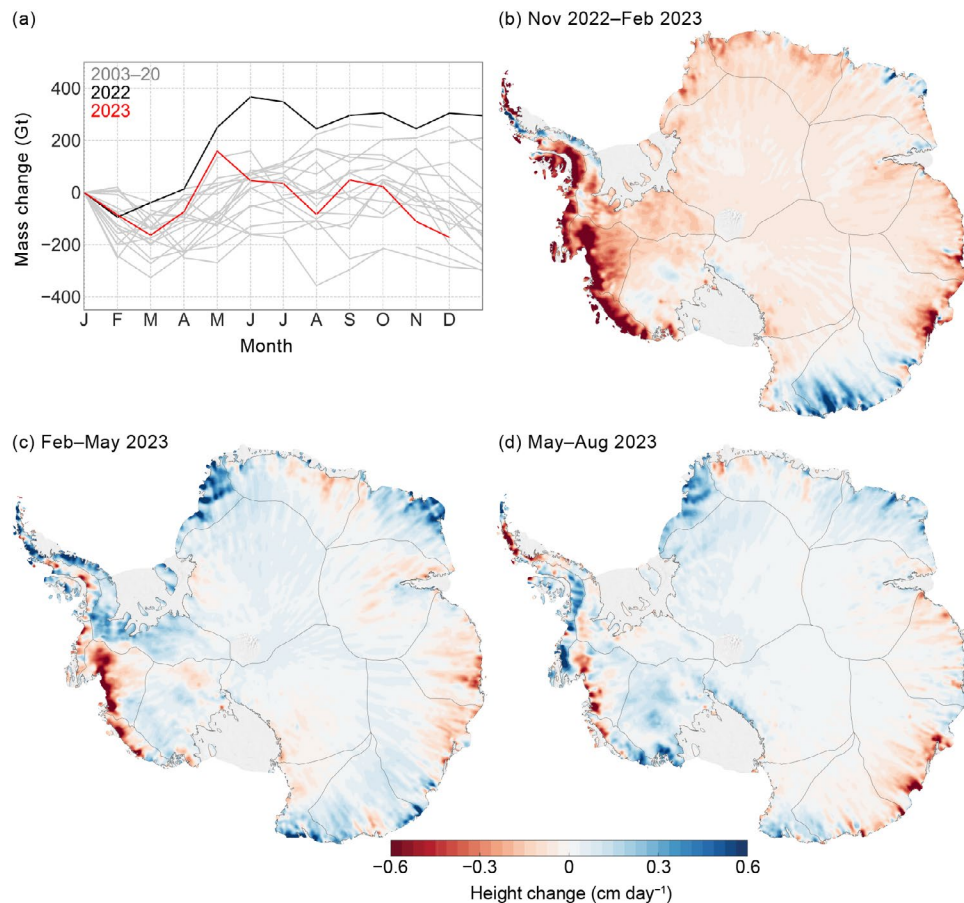 (a)
(b) Nov 2022–Feb 2023
2003–20
2022
2023
400
200
0
−200
−400
Mass change (Gt)
J F M A M J J A S O N D
Month
(c) Feb–May 2023
(d) May–Aug 2023
−0.6 −0.3 0 0.3 0.6
Height change (cm day⁻¹)